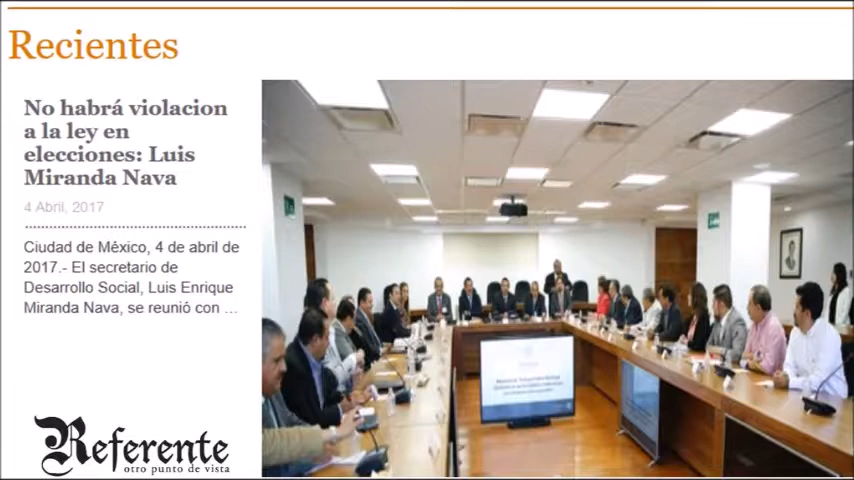 Recientes
No habrá violacion
a la ley en
elecciones: Luis
Miranda Nava
4 Abril, 2017
Ciudad de México, 4 de abril de
2017.- El secretario de
Desarrollo Social, Luis Enrique
Miranda Nava, se reunió con ...
Referente
otro punto de vista